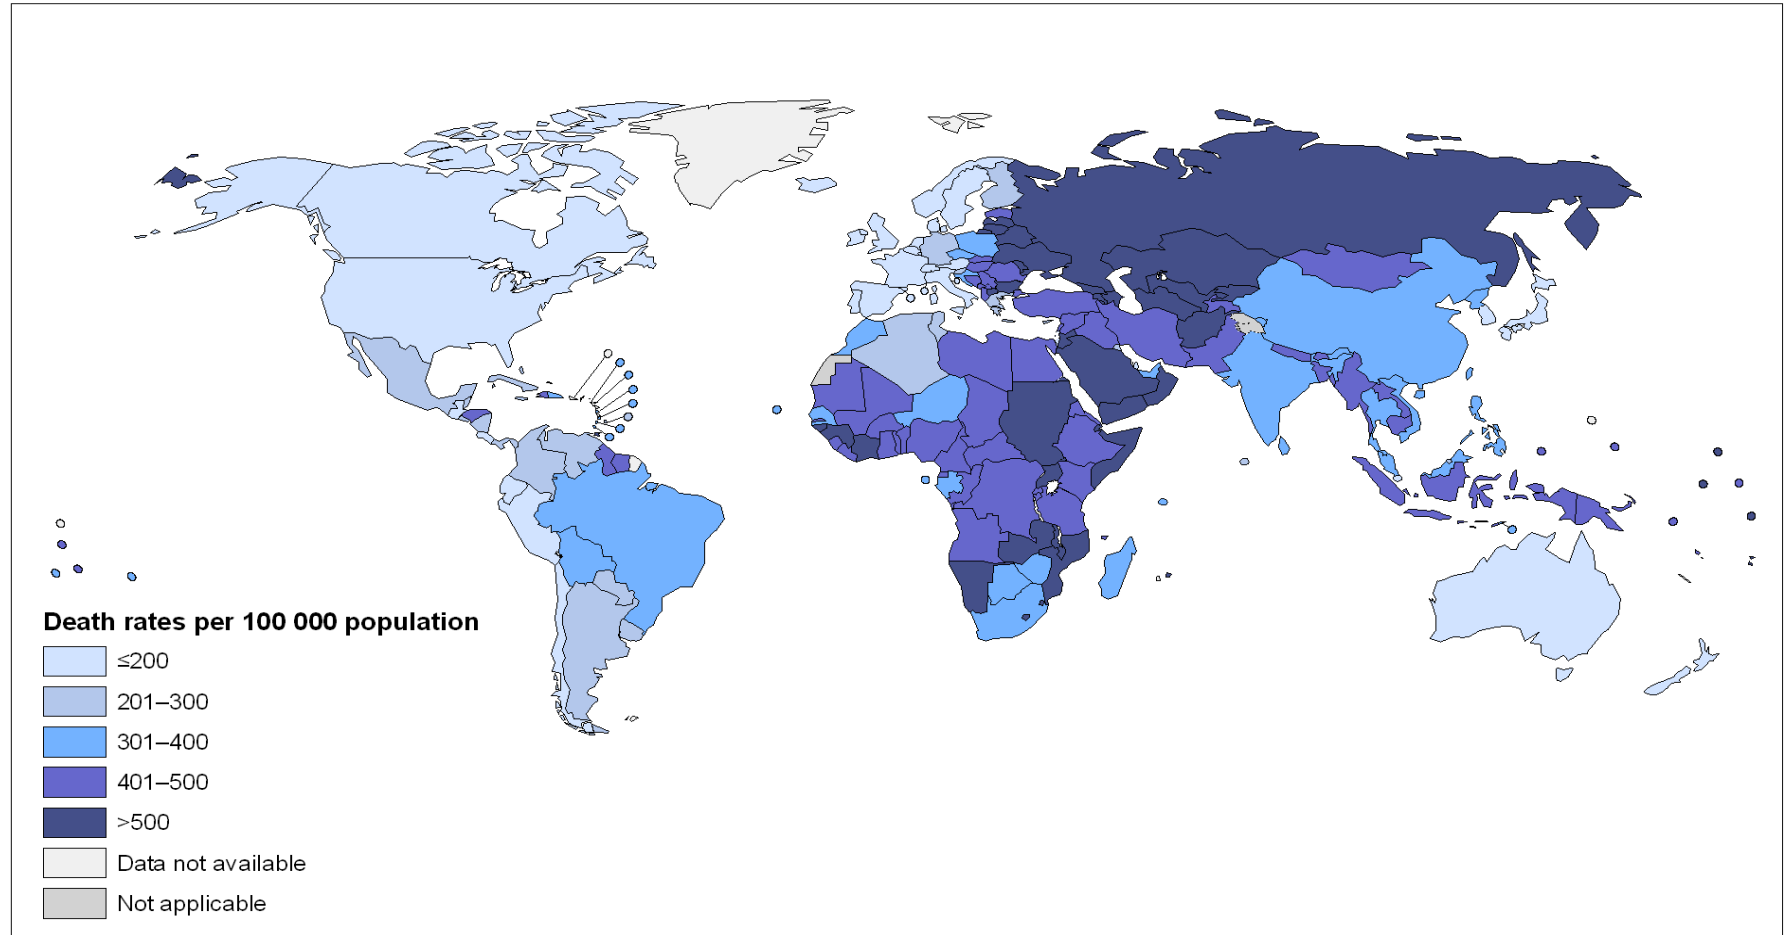 Death rates per 100 000 population
≤200
201–300
301–400
401–500
>500
Data not available
Not applicable